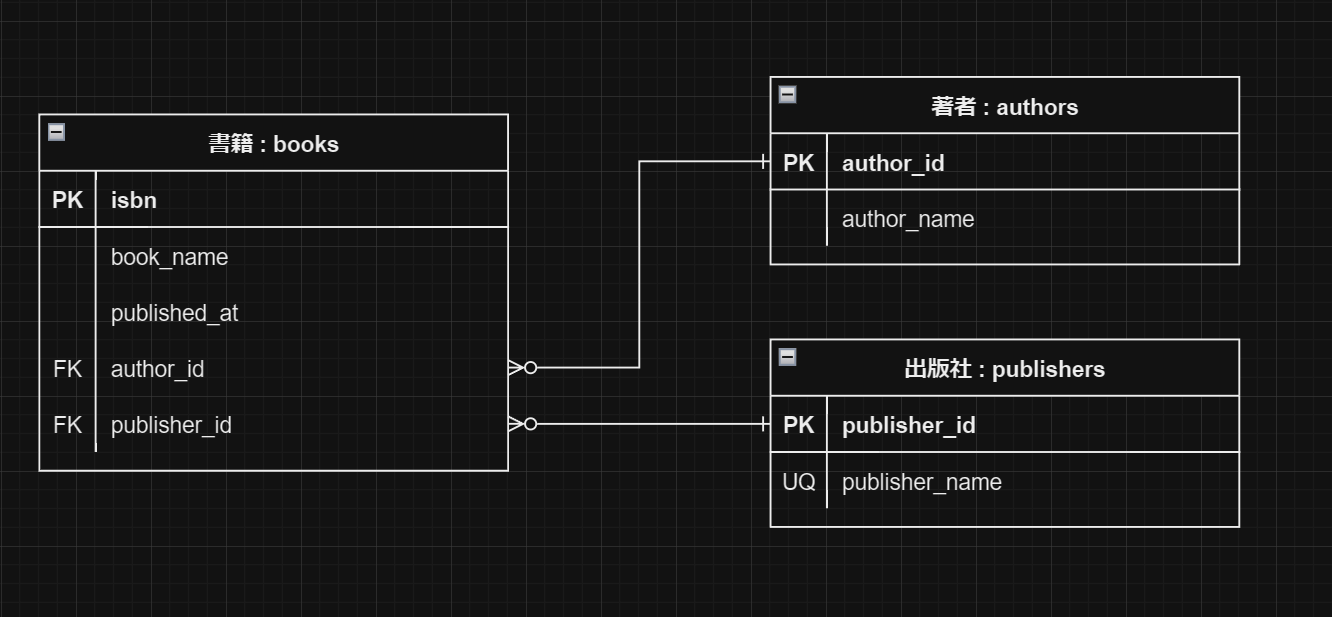 書籍 : books
PK isbn
book_name
published_at
FK author_id
FK publisher_id
著者 : authors
PK author_id
author_name
出版社 : publishers
PK publisher_id
UQ publisher_name